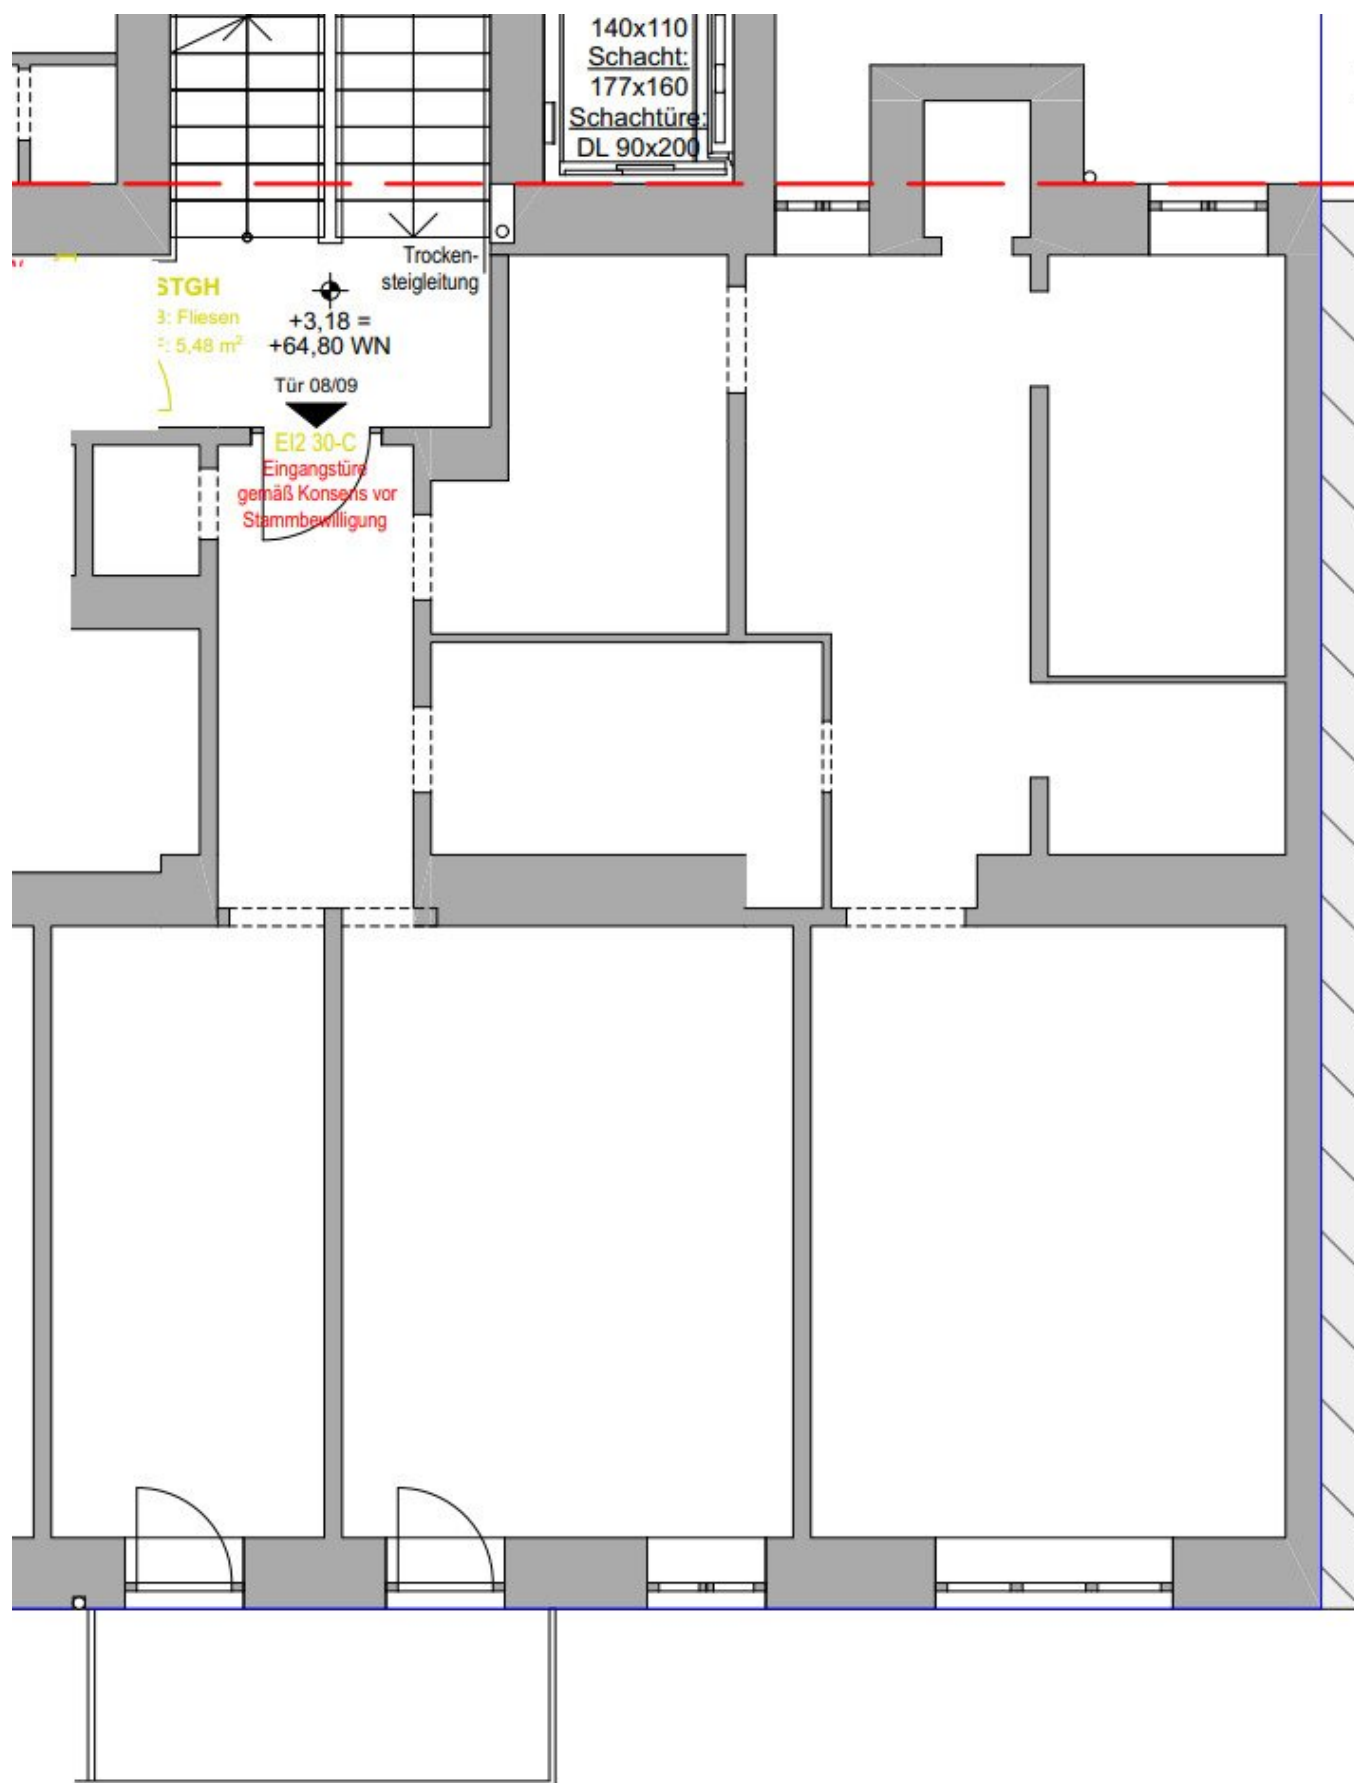 140x110
Schacht:
177x160
Schachttüre:
DL 90x200
Trocken-
steigleitung
STGH
Fliesen
5,48 m²
+3,18 =
+64,80 WN
Tür 08/09
EI2 30-C
Eingangstüre
gemäß Konsens vor
Stammbewilligung